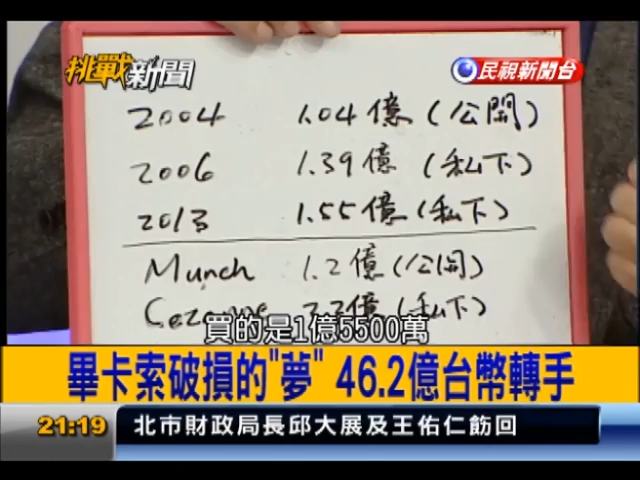 挑戰新聞
民視新聞台
2004 1.04億(公開)
2006 1.39億(私下)
2013 1.55億(私下)
Munch 1.2億(公開)
Cezanne 億(私下)
買的是1億5500萬
畢卡索破損的"夢" 46.2億台幣轉手
21:19 北市財政局長邱大展及王佑仁飭回